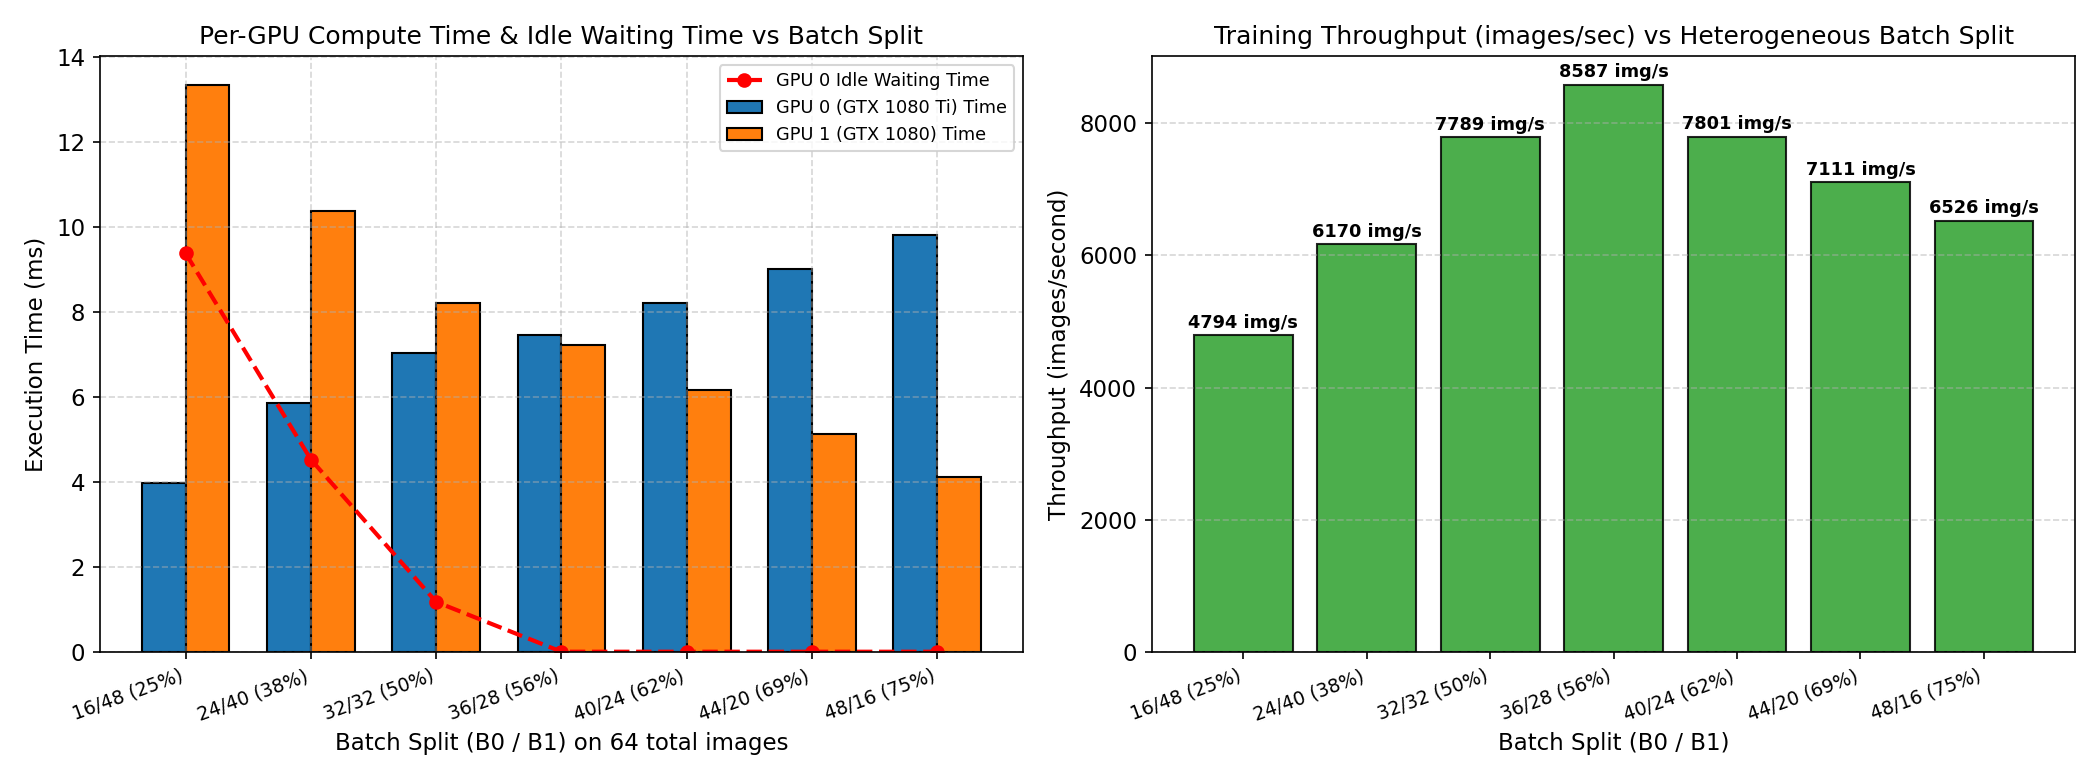 Per-GPU Compute Time & Idle Waiting Time vs Batch Split
Execution Time (ms)
14
12
10
8
6
4
2
0
GPU 0 Idle Waiting Time
GPU 0 (GTX 1080 Ti) Time
GPU 1 (GTX 1080) Time
16/48 (25%)
24/40 (38%)
32/32 (50%)
36/28 (56%)
40/24 (62%)
44/20 (69%)
48/16 (75%)
Batch Split (B0 / B1) on 64 total images
Training Throughput (images/sec) vs Heterogeneous Batch Split
Throughput (images/second)
8000
6000
4000
2000
0
4794 img/s
6170 img/s
7789 img/s
8587 img/s
7801 img/s
7111 img/s
6526 img/s
16/48 (25%)
24/40 (38%)
32/32 (50%)
36/28 (56%)
40/24 (62%)
44/20 (69%)
48/16 (75%)
Batch Split (B0 / B1)